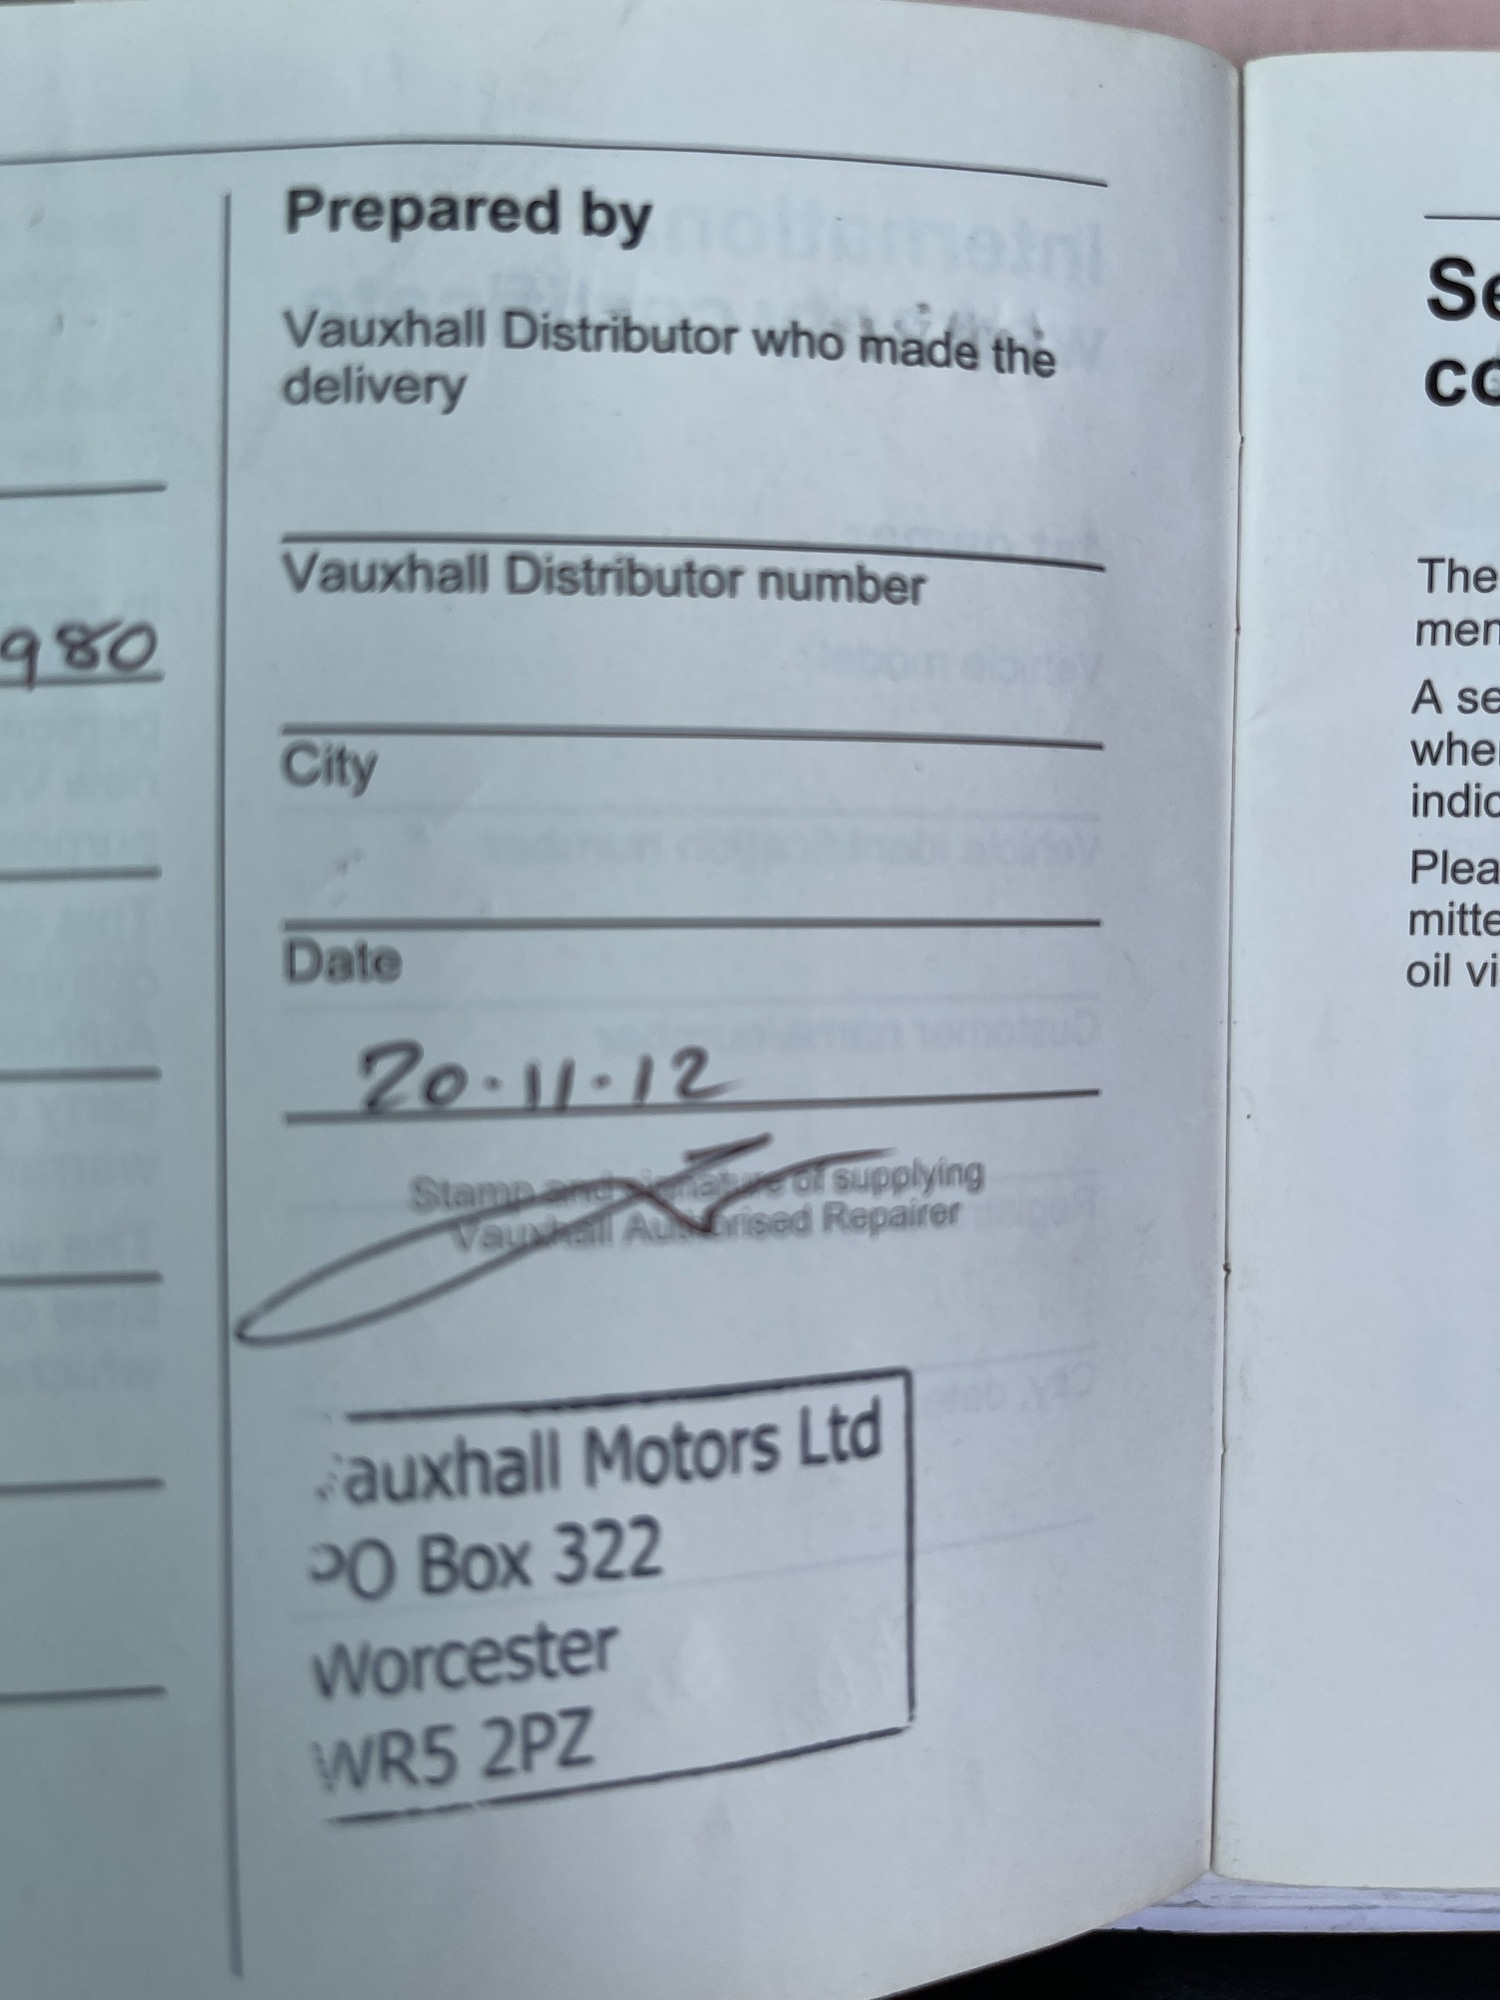 980
Prepared by
Vauxhall Distributor who made the
delivery
Vauxhall Distributor number
City
Date
20.11.12
Stamp and signature of supplying
Vauxhall Authorised Repairer
auxhall Motors Ltd
PO Box 322
Worcester
WR5 2PZ
Se
co
The
men
A se
when
indic
Plea
mitte
oil vi